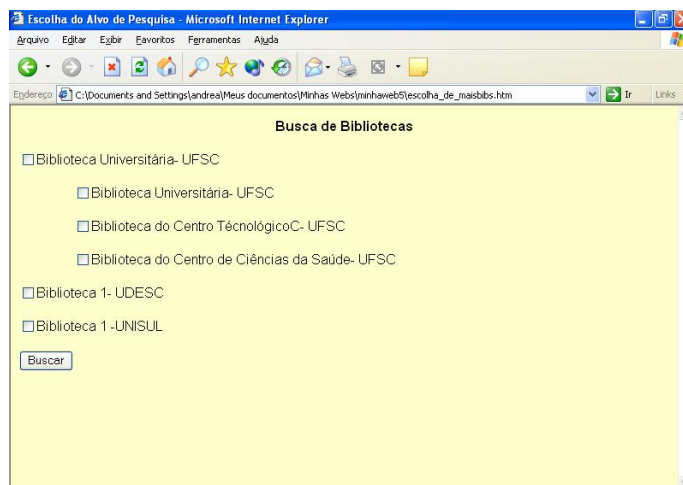 Escolha do Alvo de Pesquisa - Microsoft Internet Explorer
Arquivo Editar Exibir Favoritos Ferramentas Ajuda
Endereço C:\Documents and Settings\andrea\Meus documentos\Minhas Webs\minhaweb5\escolha_de_maisbibs.htm Ir Links
Busca de Bibliotecas
Biblioteca Universitária- UFSC
Biblioteca Universitária- UFSC
Biblioteca do Centro TécnológicoC- UFSC
Biblioteca do Centro de Ciências da Saúde- UFSC
Biblioteca 1- UDESC
Biblioteca 1 -UNISUL
Buscar